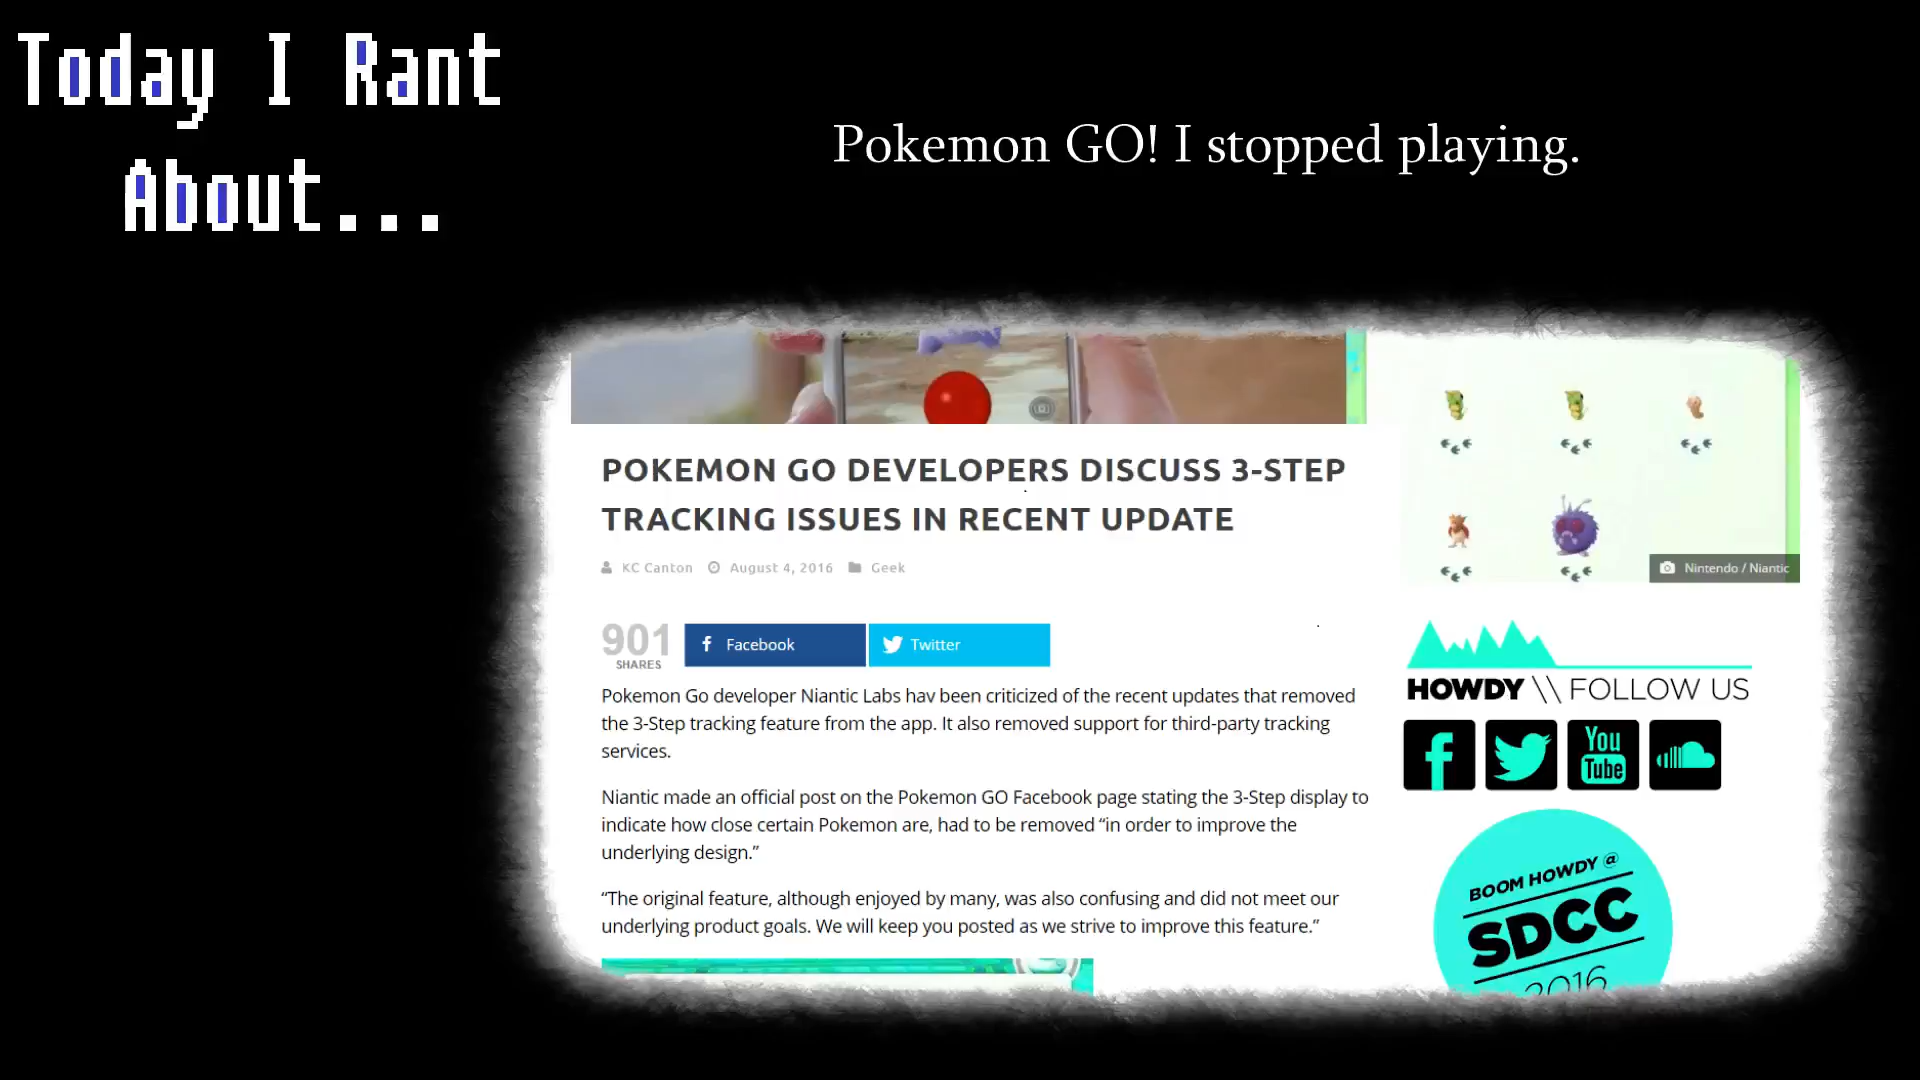 Today I Rant
About...
Pokemon GO! I stopped playing.
POKEMON GO DEVELOPERS DISCUSS 3-STEP
TRACKING ISSUES IN RECENT UPDATE
KC Canton August 4, 2016 Geek
901
SHARES
Facebook
Twitter
Pokemon Go developer Niantic Labs hav been criticized of the recent updates that removed
the 3-Step tracking feature from the app. It also removed support for third-party tracking
services.
Niantic made an official post on the Pokemon GO Facebook page stating the 3-Step display to
indicate how close certain Pokemon are, had to be removed “in order to improve the
underlying design.”
“The original feature, although enjoyed by many, was also confusing and did not meet our
underlying product goals. We will keep you posted as we strive to improve this feature.”
Nintendo / Niantic
HOWDY \\ FOLLOW US
You
Tube
BOOM HOWDY @
SDCC
2016